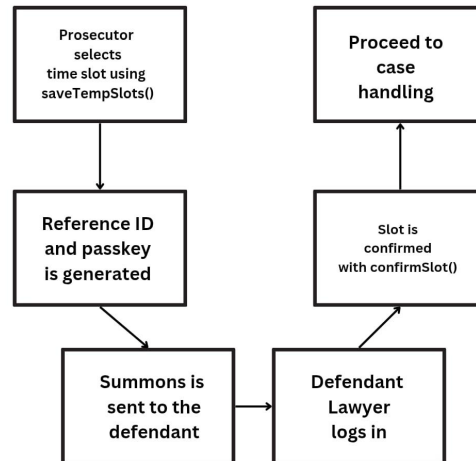 Prosecutor
selects
time slot using
saveTempSlots()
Reference ID
and passkey
is generated
Summons is
sent to the
defendant
Defendant
Lawyer
logs in
Slot is
confirmed
with confirmSlot()
Proceed to
case
handling